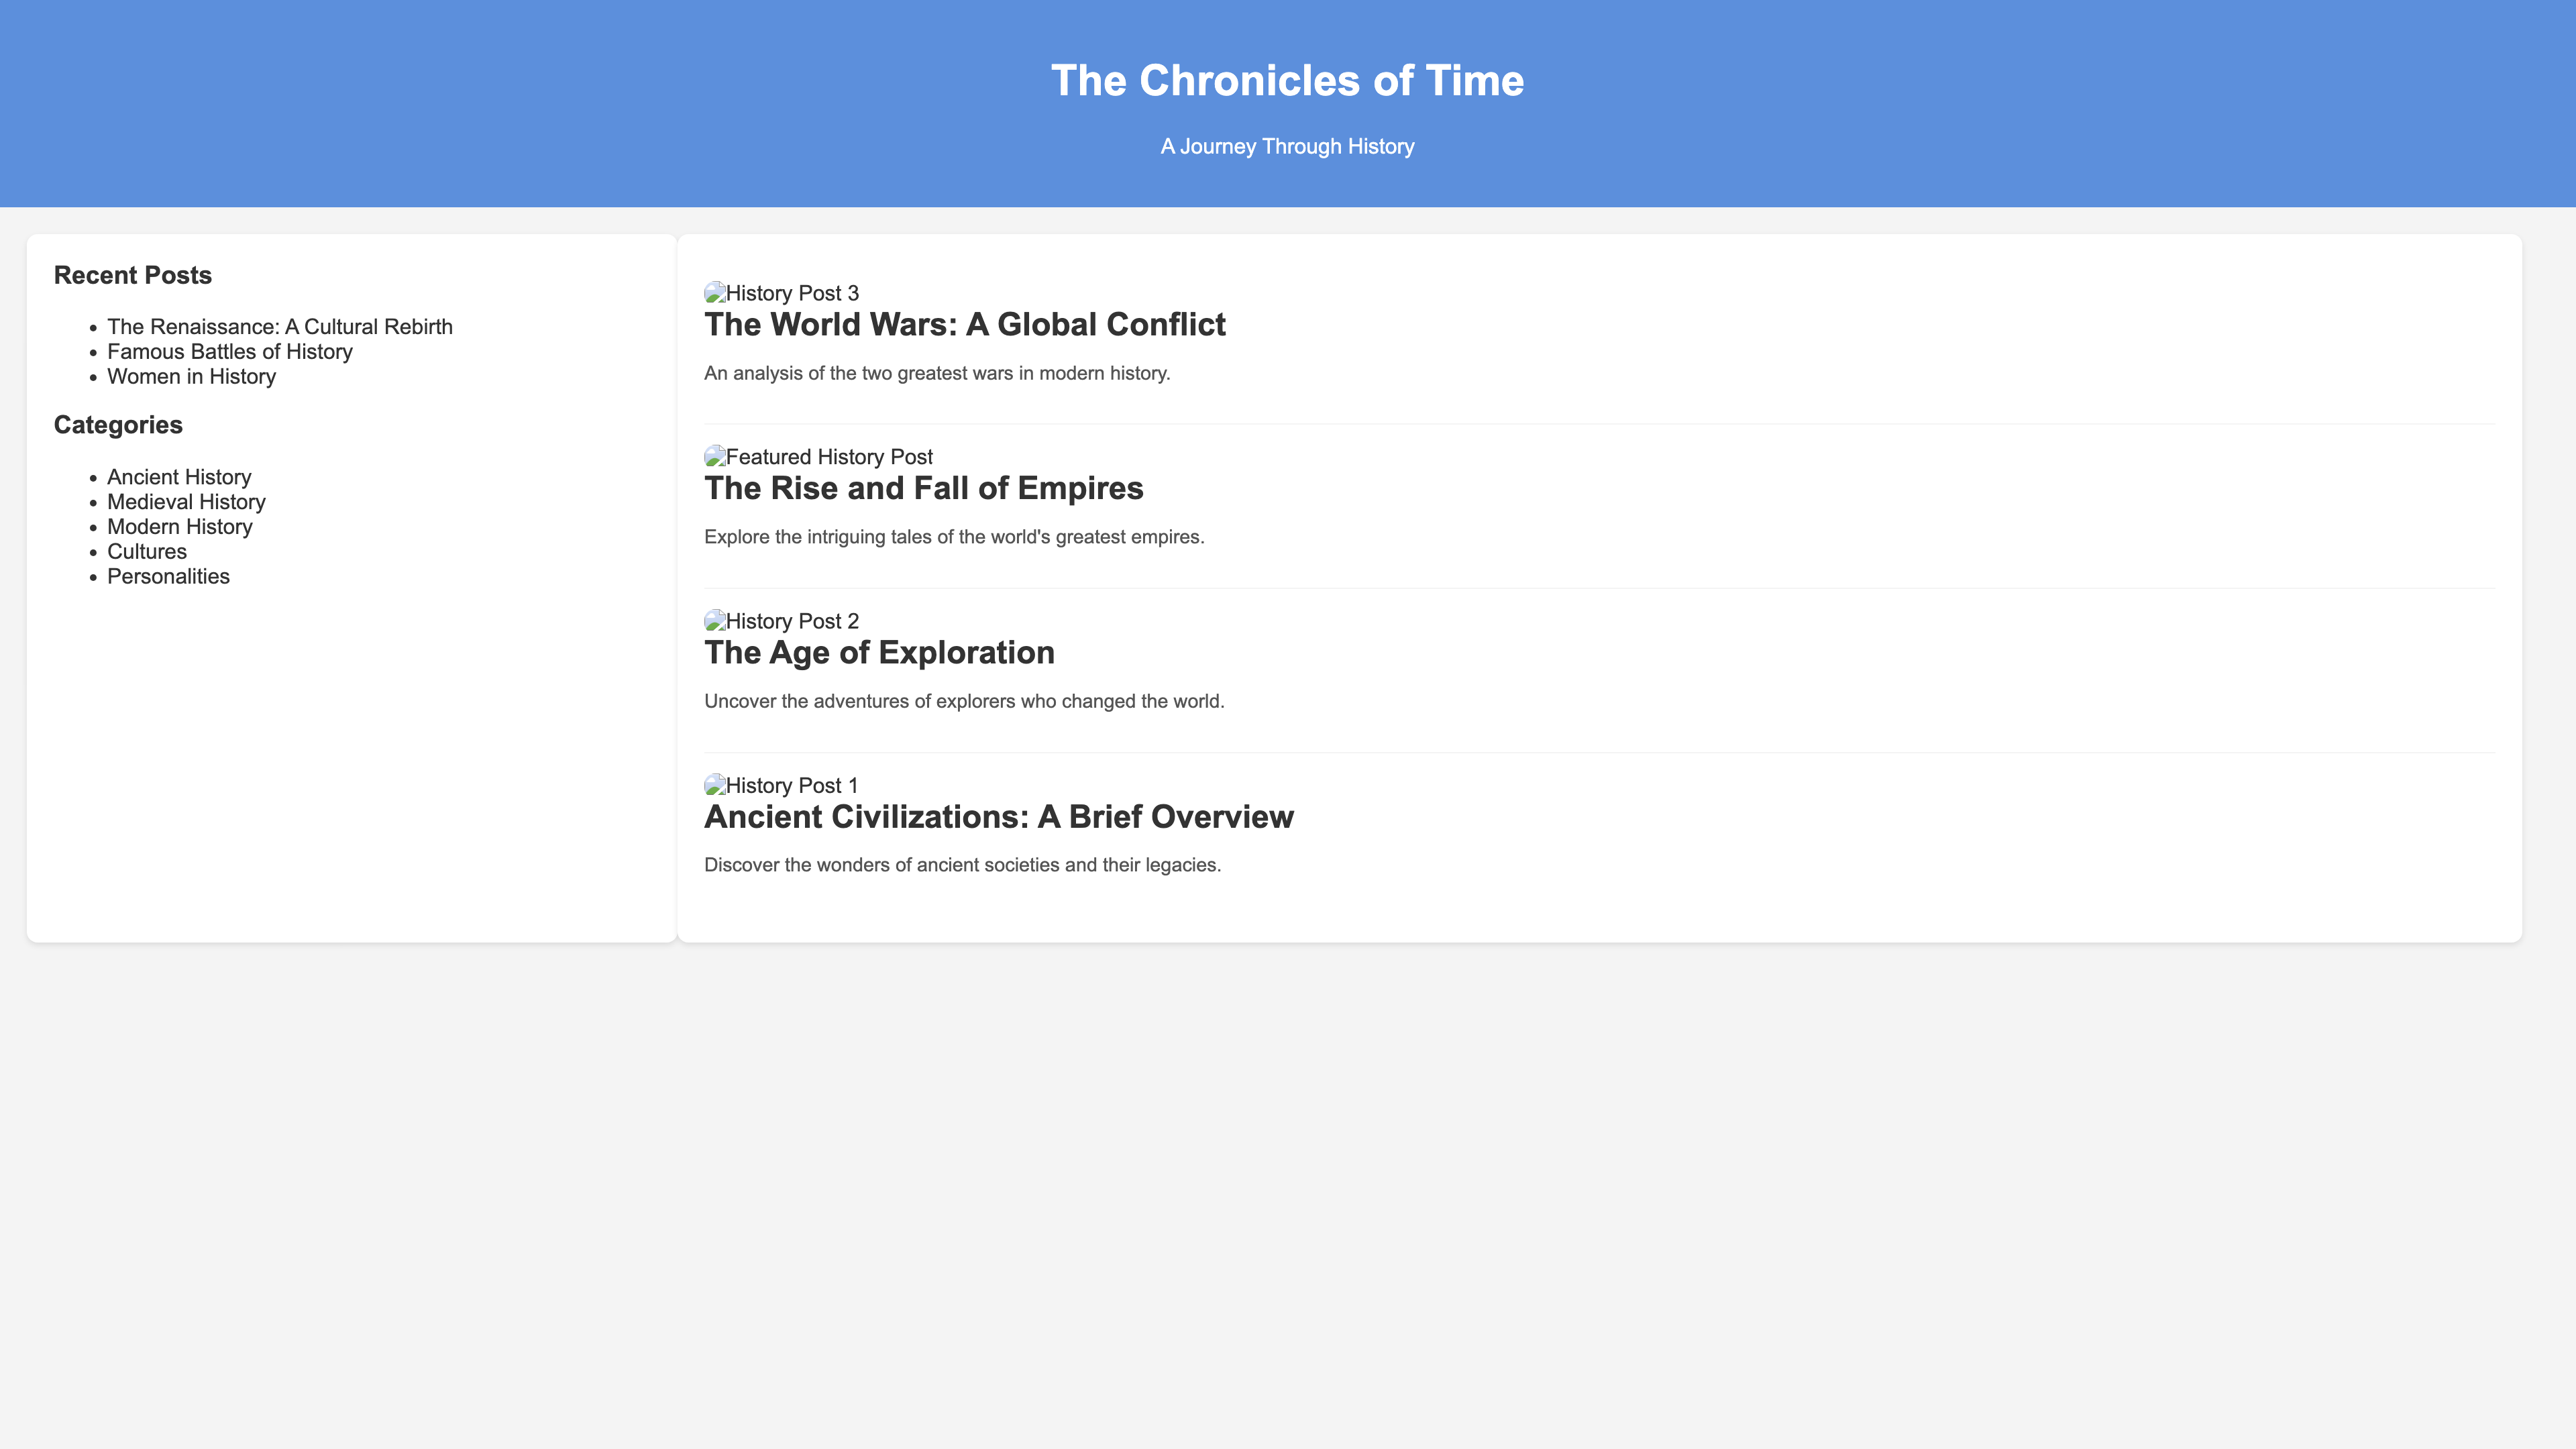 The Chronicles of Time
A Journey Through History
Recent Posts
The Renaissance: A Cultural Rebirth
Famous Battles of History
Women in History
Categories
Ancient History
Medieval History
Modern History
Cultures
Personalities
History Post 3
The World Wars: A Global Conflict
An analysis of the two greatest wars in modern history.
Featured History Post
The Rise and Fall of Empires
Explore the intriguing tales of the world's greatest empires.
History Post 2
The Age of Exploration
Uncover the adventures of explorers who changed the world.
History Post 1
Ancient Civilizations: A Brief Overview
Discover the wonders of ancient societies and their legacies.